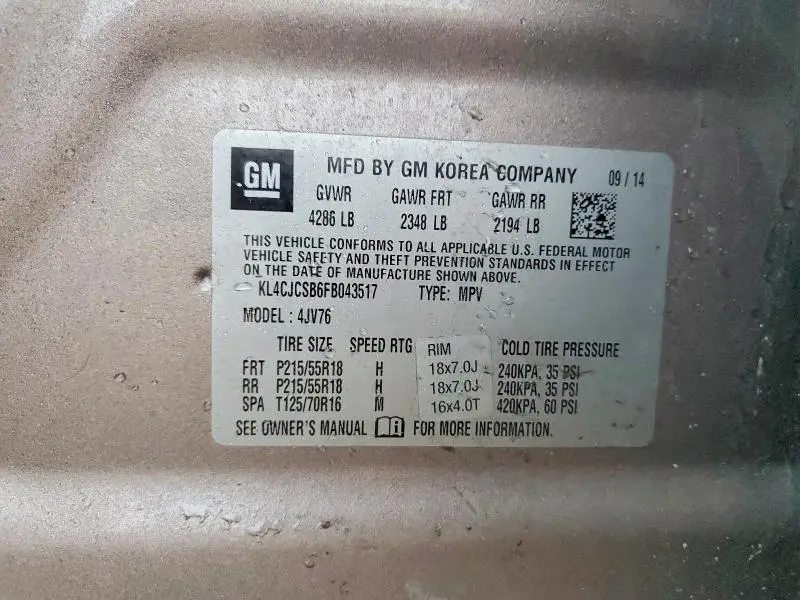 GM
MFD BY GM KOREA COMPANY 09 / 14
GVWR GAWR FRT GAWR RR
4286 LB 2348 LB 2194 LB
THIS VEHICLE CONFORMS TO ALL APPLICABLE U.S. FEDERAL MOTOR
VEHICLE SAFETY AND THEFT PREVENTION STANDARDS IN EFFECT
ON THE DATE OF MANUFACTURE SHOWN ABOVE.
KL4CJCSB6FB043517 TYPE: MPV
MODEL : 4JV76
TIRE SIZE SPEED RTG RIM COLD TIRE PRESSURE
FRT P215/55R18 H 18x7.0J 240KPA, 35 PSI
RR P215/55R18 H 18x7.0J 240KPA, 35 PSI
SPA T125/70R16 M 16x4.0T 420KPA, 60 PSI
SEE OWNER'S MANUAL i FOR MORE INFORMATION.